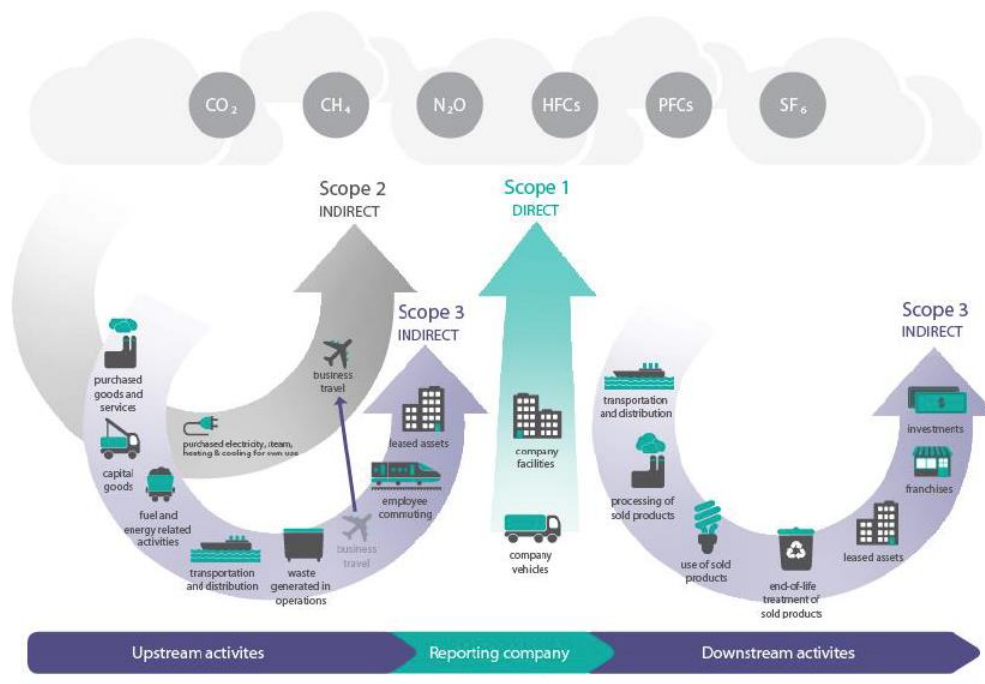 CO₂
CH₄
N₂O
HFCs
PFCs
SF₆
Scope 2
INDIRECT
Scope 1
DIRECT
Scope 3
INDIRECT
Scope 3
INDIRECT
purchased
goods and
services
capital
goods
fuel and
energy related
activities
transportation
and distribution
waste
generated in
operations
business
travel
business
travel
purchased electricity, steam,
heating & cooling for own use
employee
commuting
leased assets
company
facilities
company
vehicles
transportation
and distribution
processing of
sold products
use of sold
products
end-of-life
treatment of
sold products
leased assets
franchises
investments
$
Upstream activites
Reporting company
Downstream activites